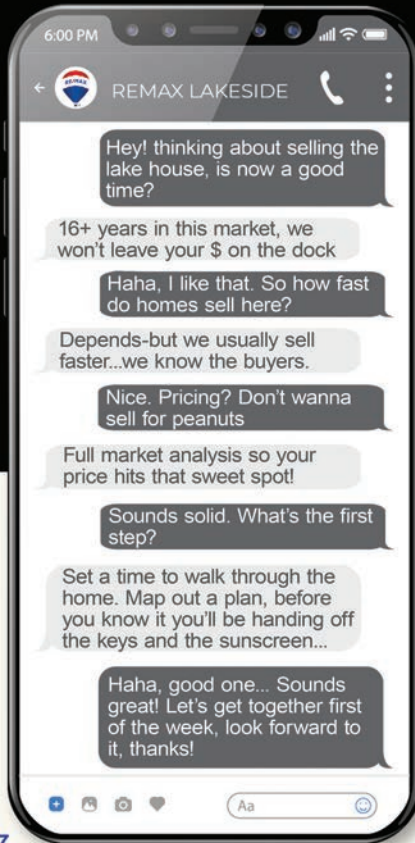 6:00 PM
REMAX
REMAX LAKESIDE
Hey! thinking about selling the
lake house, is now a good
time?
16+ years in this market, we
won't leave your $ on the dock
Haha, I like that. So how fast
do homes sell here?
Depends-but we usually sell
faster...we know the buyers.
Nice. Pricing? Don't wanna
sell for peanuts
Full market analysis so your
price hits that sweet spot!
Sounds solid. What's the first
step?
Set a time to walk through the
home. Map out a plan, before
you know it you'll be handing off
the keys and the sunscreen...
Haha, good one... Sounds
great! Let's get together first
of the week, look forward to
it, thanks!
Aa